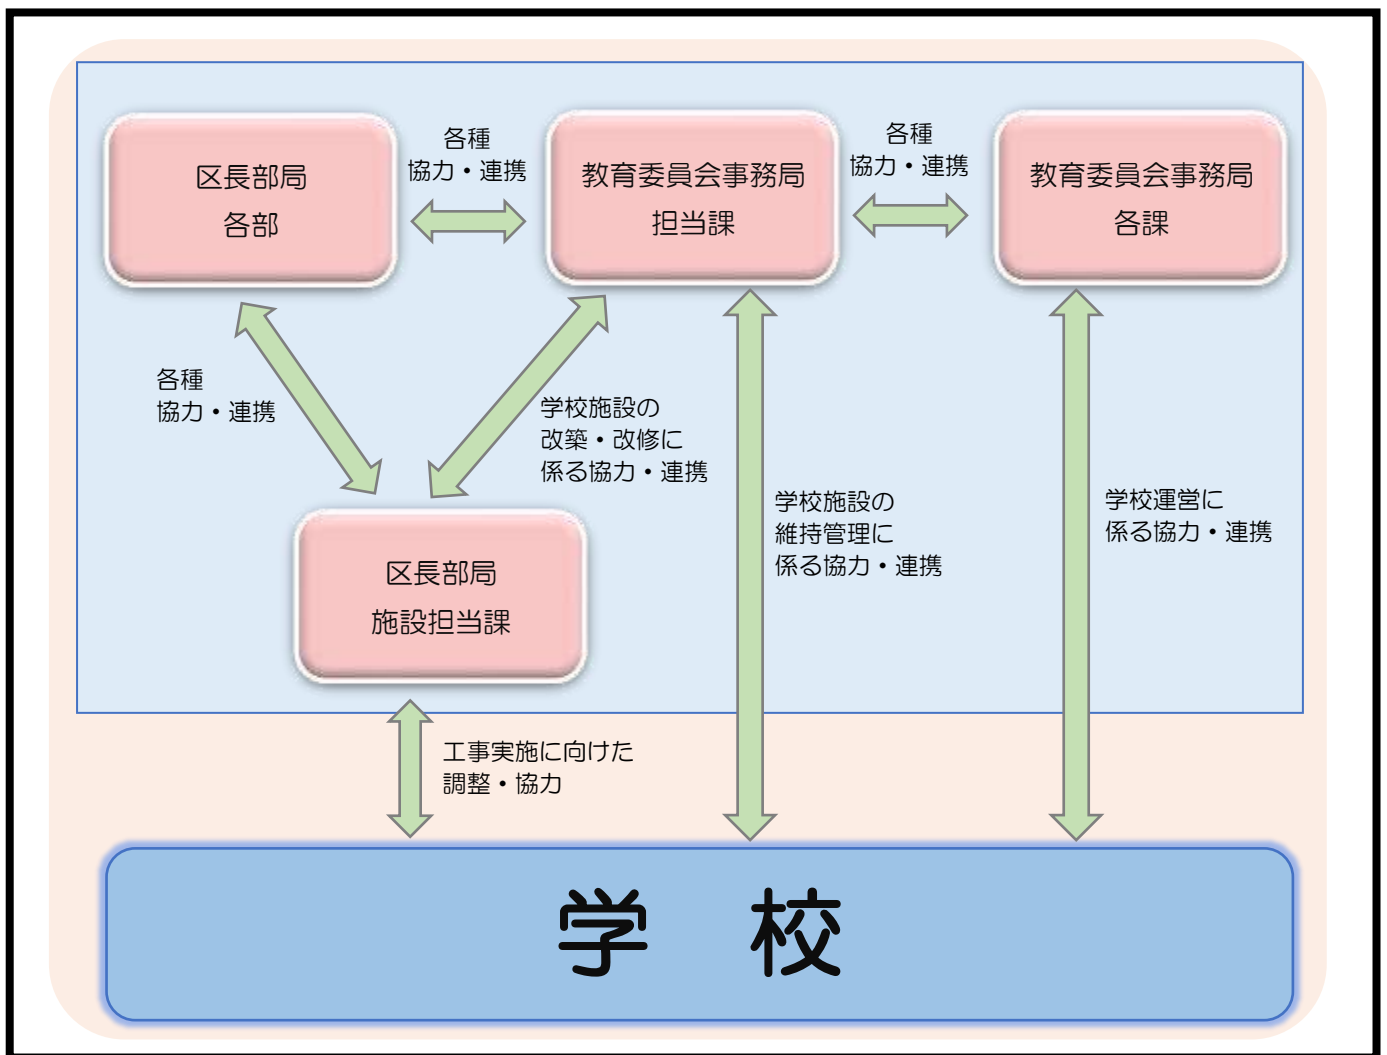 区長部局
各部
各種
協力・連携
教育委員会事務局
担当課
各種
協力・連携
教育委員会事務局
各課
各種
協力・連携
学校施設の
改築・改修に
係る協力・連携
学校施設の
維持管理に
係る協力・連携
学校運営に
係る協力・連携
区長部局
施設担当課
工事実施に向けた
調整・協力
学 校